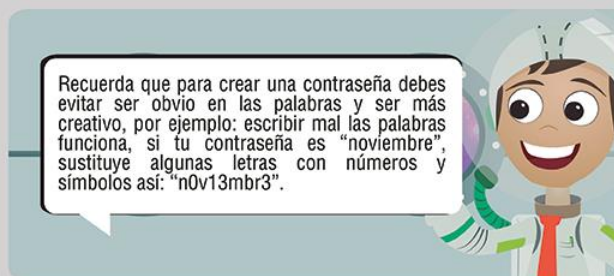 Recuerda que para crear una contraseña debes
evitar ser obvio en las palabras y ser más
creativo, por ejemplo: escribir mal las palabras
funciona, si tu contraseña es “noviembre”,
sustituye algunas letras con números y
símbolos así: “n0v13mbr3”.